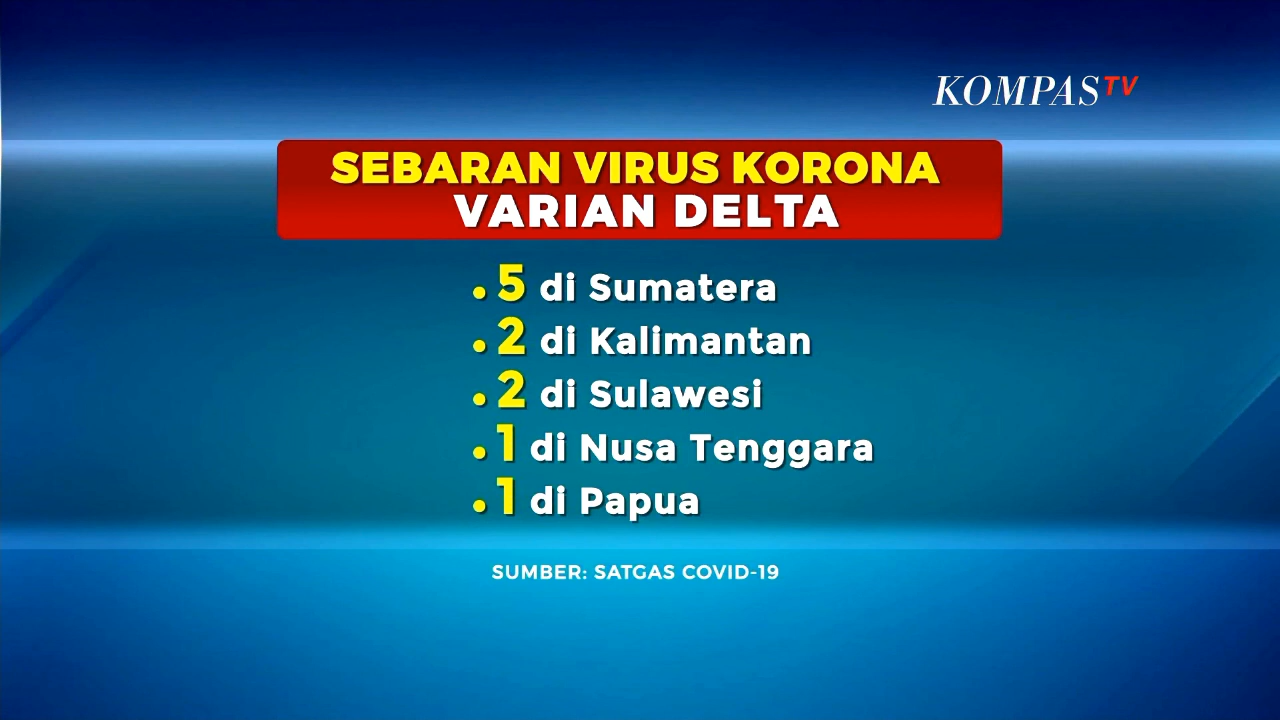 KOMPASTV
SEBARAN VIRUS KORONA
VARIAN DELTA
. 5 di Sumatera
. 2 di Kalimantan
. 2 di Sulawesi
. 1 di Nusa Tenggara
. 1 di Papua
SUMBER: SATGAS COVID-19